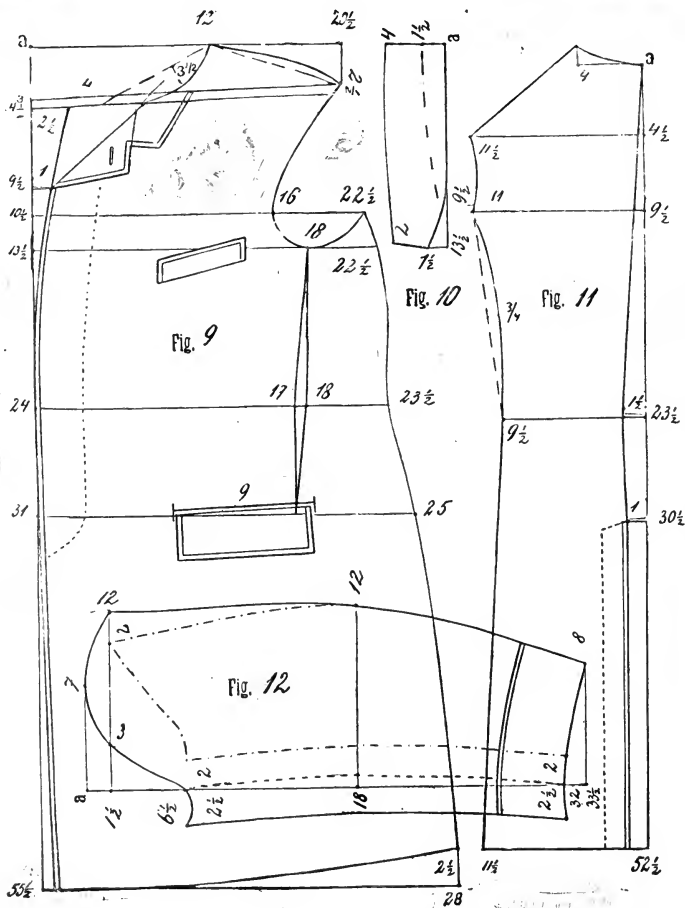 12 20½ 4 1½ a
a 3½ 4 a
4 2½
4¾ 4½
2½ 11½
9½ 1 9½ 11 9½
10½ 16 22½
13½ 18 22½ 2 1½ 13½
Fig. 9 Fig. 10 Fig. 11
¾
24 17 18 23½ 1½ 23½
9½
31 9 25 1 30½
12 12
2 8
7 Fig. 12
3
2 2
a 1½ 6½ 2½ 18 2½ 32 33½
2½ 11½ 52½
55½ 28